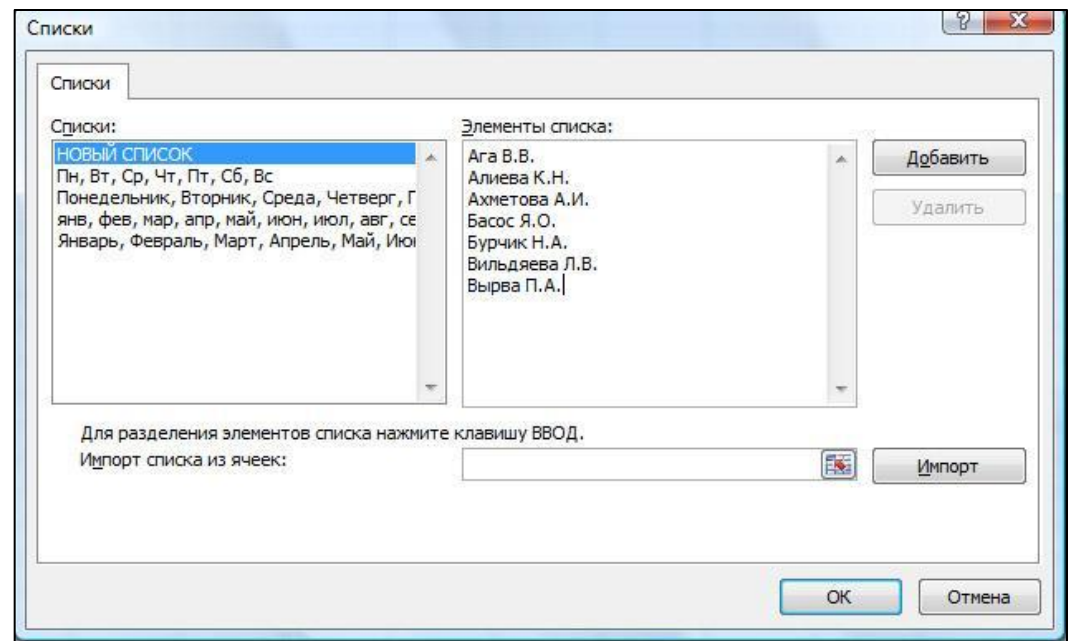 Списки
Списки
Списки:
НОВЫЙ СПИСОК
Пн, Вт, Ср, Чт, Пт, Сб, Вс
Понедельник, Вторник, Среда, Четверг, П
янв, фев, мар, апр, май, июн, июл, авг, се
Январь, Февраль, Март, Апрель, Май, Июн
Элементы списка:
Ага В.В.
Алиева К.Н.
Ахметова А.И.
Басос Я.О.
Бурчик Н.А.
Вильдяева Л.В.
Вырва П.А.
Добавить
Удалить
Для разделения элементов списка нажмите клавишу ВВОД.
Импорт списка из ячеек:
Импорт
ОК
Отмена